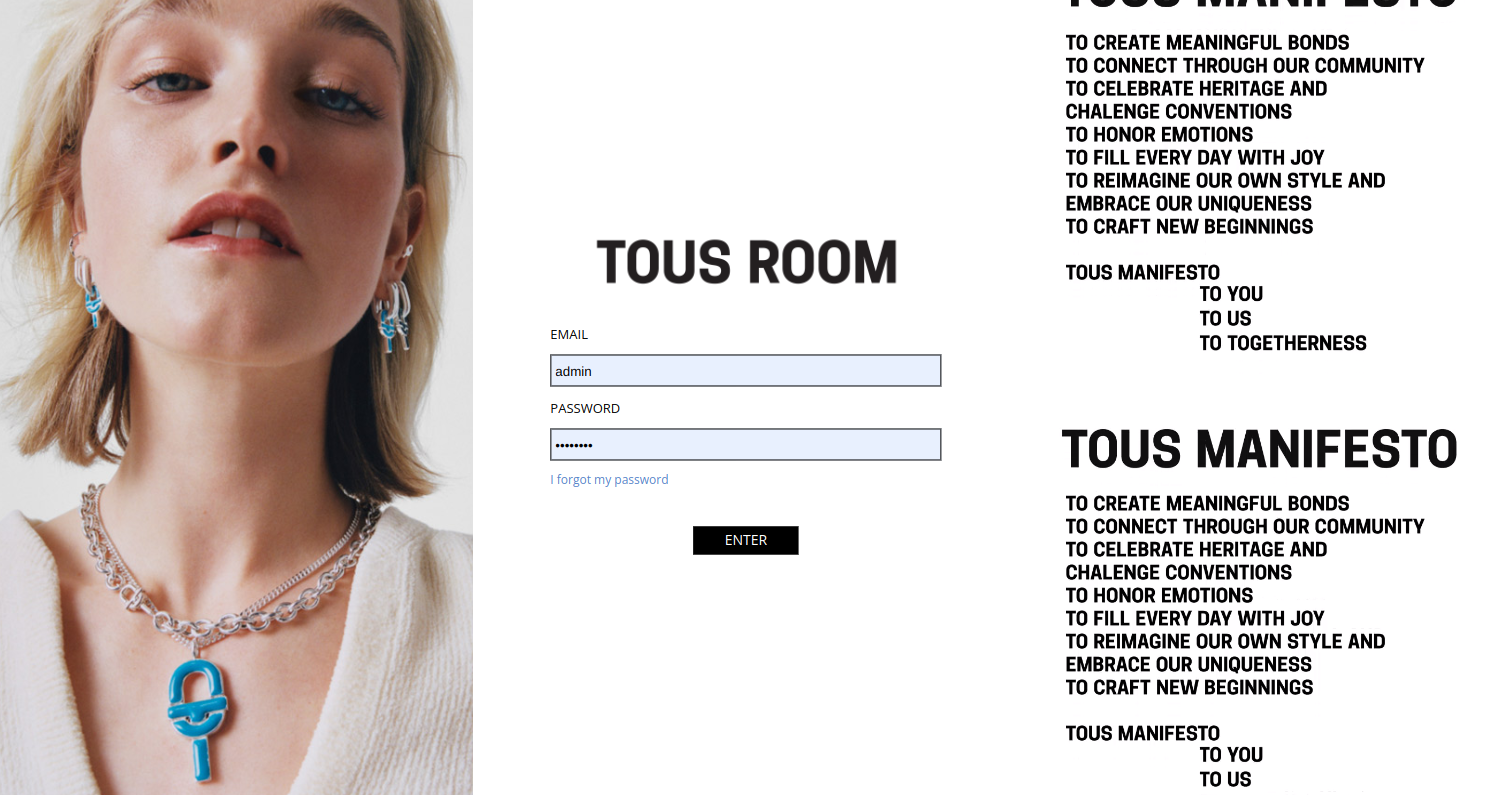 TOUS ROOM
EMAIL
admin
PASSWORD
••••••••
I forgot my password
ENTER
TOUS MANIFESTO
TO CREATE MEANINGFUL BONDS
TO CONNECT THROUGH OUR COMMUNITY
TO CELEBRATE HERITAGE AND
CHALENGE CONVENTIONS
TO HONOR EMOTIONS
TO FILL EVERY DAY WITH JOY
TO REIMAGINE OUR OWN STYLE AND
EMBRACE OUR UNIQUENESS
TO CRAFT NEW BEGINNINGS
TOUS MANIFESTO
TO YOU
TO US
TO TOGETHERNESS
TOUS MANIFESTO
TO CREATE MEANINGFUL BONDS
TO CONNECT THROUGH OUR COMMUNITY
TO CELEBRATE HERITAGE AND
CHALENGE CONVENTIONS
TO HONOR EMOTIONS
TO FILL EVERY DAY WITH JOY
TO REIMAGINE OUR OWN STYLE AND
EMBRACE OUR UNIQUENESS
TO CRAFT NEW BEGINNINGS
TOUS MANIFESTO
TO YOU
TO US